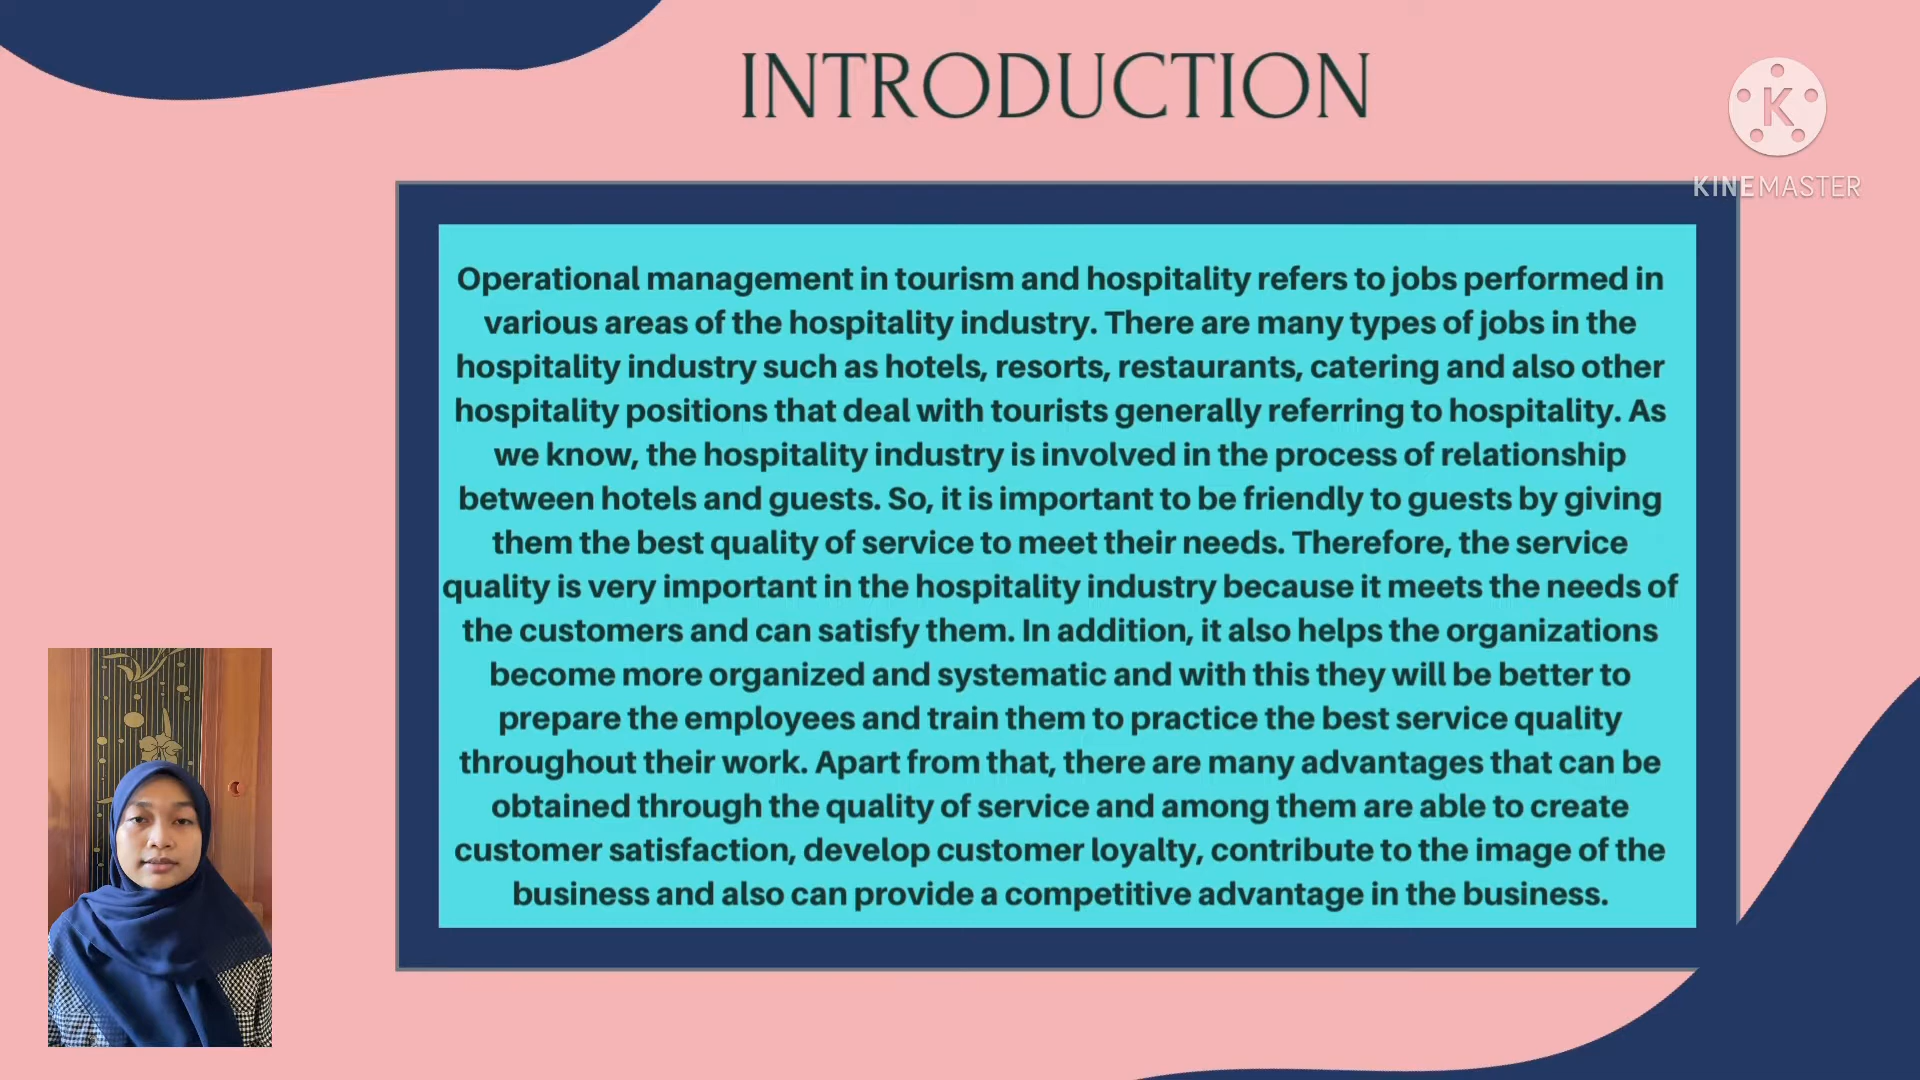 INTRODUCTION
K
KINEMASTER
Operational management in tourism and hospitality refers to jobs performed in
various areas of the hospitality industry. There are many types of jobs in the
hospitality industry such as hotels, resorts, restaurants, catering and also other
hospitality positions that deal with tourists generally referring to hospitality. As
we know, the hospitality industry is involved in the process of relationship
between hotels and guests. So, it is important to be friendly to guests by giving
them the best quality of service to meet their needs. Therefore, the service
quality is very important in the hospitality industry because it meets the needs of
the customers and can satisfy them. In addition, it also helps the organizations
become more organized and systematic and with this they will be better to
prepare the employees and train them to practice the best service quality
throughout their work. Apart from that, there are many advantages that can be
obtained through the quality of service and among them are able to create
customer satisfaction, develop customer loyalty, contribute to the image of the
business and also can provide a competitive advantage in the business.